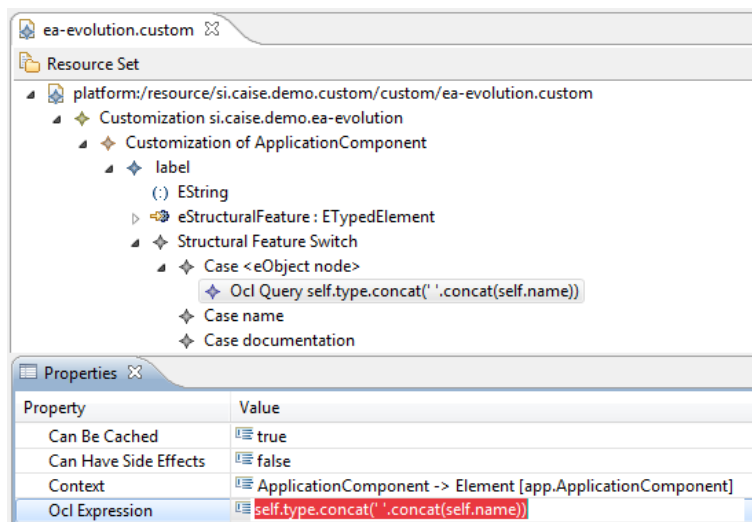 ea-evolution.custom
Resource Set
platform:/resource/si.caise.demo.custom/custom/ea-evolution.custom
Customization si.caise.demo.ea-evolution
Customization of ApplicationComponent
label
(:) EString
eStructuralFeature : ETypedElement
Structural Feature Switch
Case <eObject node>
Ocl Query self.type.concat(' '.concat(self.name))
Case name
Case documentation
Properties
Property Value
Can Be Cached true
Can Have Side Effects false
Context ApplicationComponent -> Element [app.ApplicationComponent]
Ocl Expression self.type.concat(' '.concat(self.name))